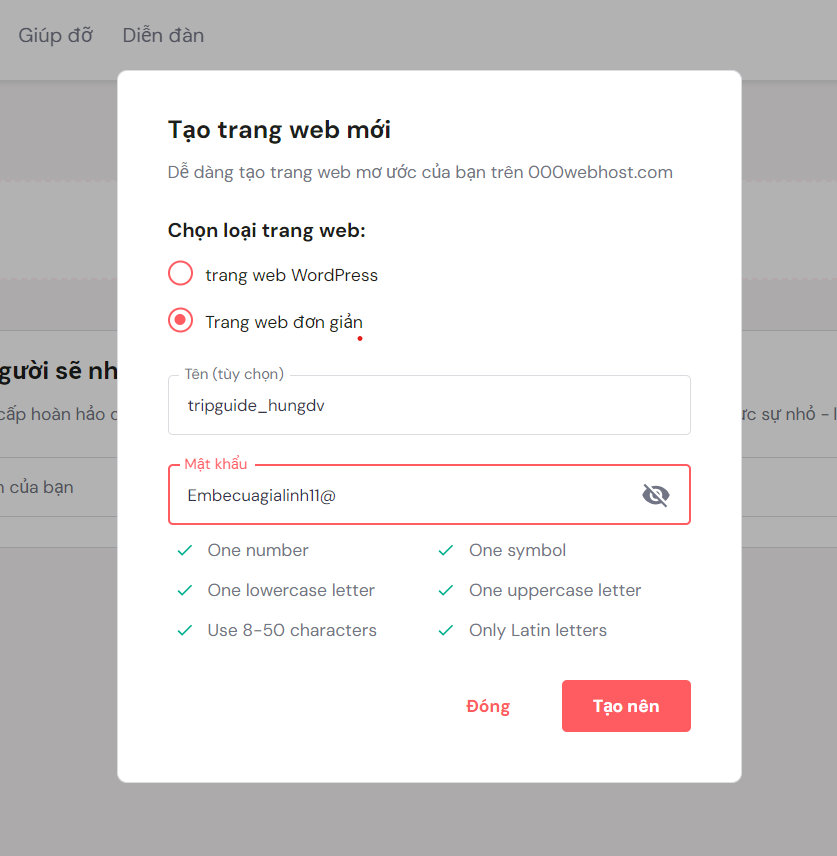 Giúp đỡ Diễn đàn
Tạo trang web mới
Dễ dàng tạo trang web mơ ước của bạn trên 000webhost.com
Chọn loại trang web:
trang web WordPress
Trang web đơn giản
gười sẽ nh
cấp hoàn hảo
ực sự nhỏ -
Tên (tùy chọn)
tripguide_hungdv
Mật khẩu
Embecuagialinh11@
của bạn
One number
One symbol
One lowercase letter
One uppercase letter
Use 8-50 characters
Only Latin letters
Đóng
Tạo nên